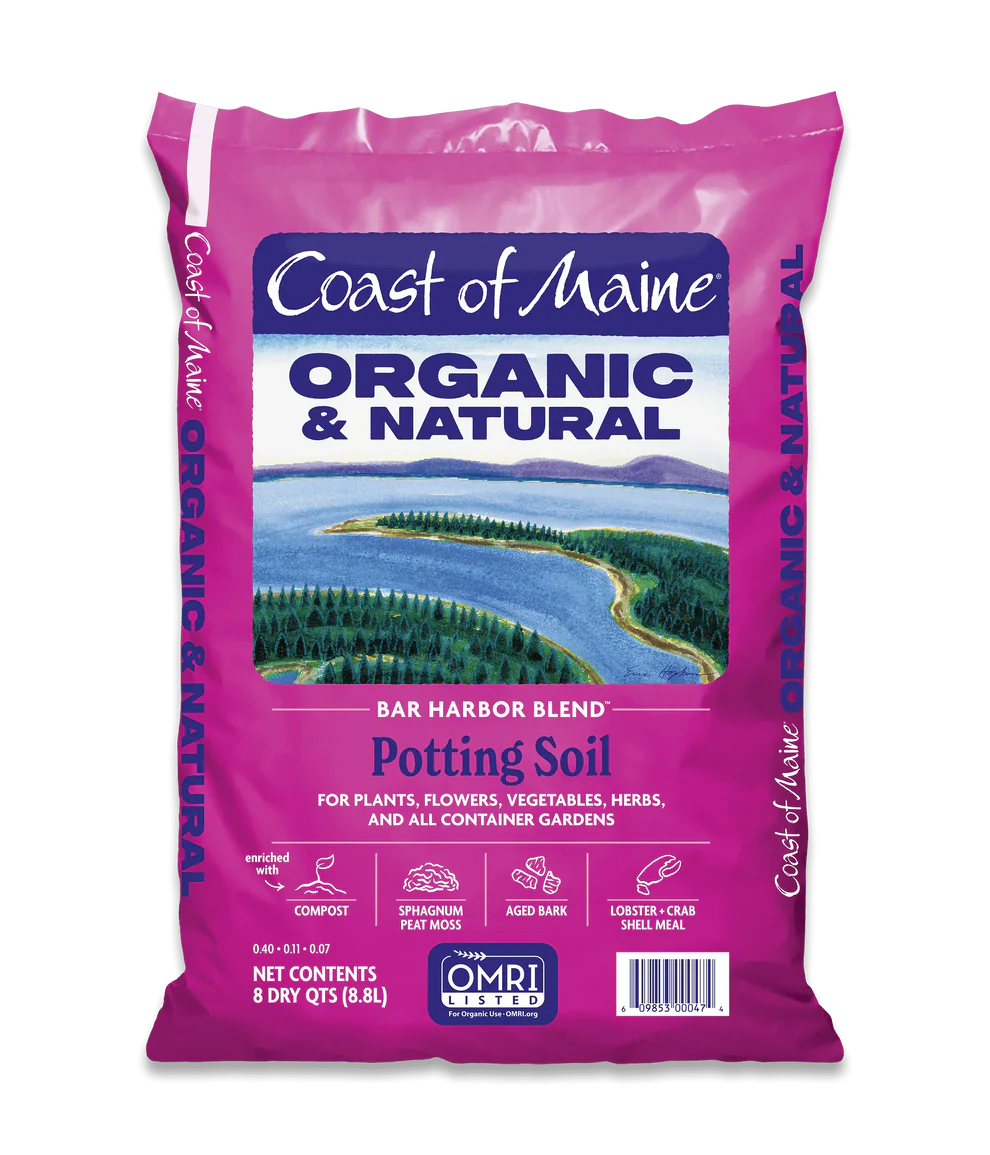 Coast of Maine®
ORGANIC
& NATURAL
BAR HARBOR BLEND™
Potting Soil
FOR PLANTS, FLOWERS, VEGETABLES, HERBS,
AND ALL CONTAINER GARDENS
enriched
with
COMPOST
SPHAGNUM
PEAT MOSS
AGED BARK
LOBSTER + CRAB
SHELL MEAL
0.40 • 0.11 • 0.07
NET CONTENTS
8 DRY QTS (8.8L)
OMRI
LISTED
For Organic Use · OMRI.org
6 09853 00047 4
Coast of Maine® ORGANIC & NATURAL
Coast of Maine® ORGANIC & NATURAL